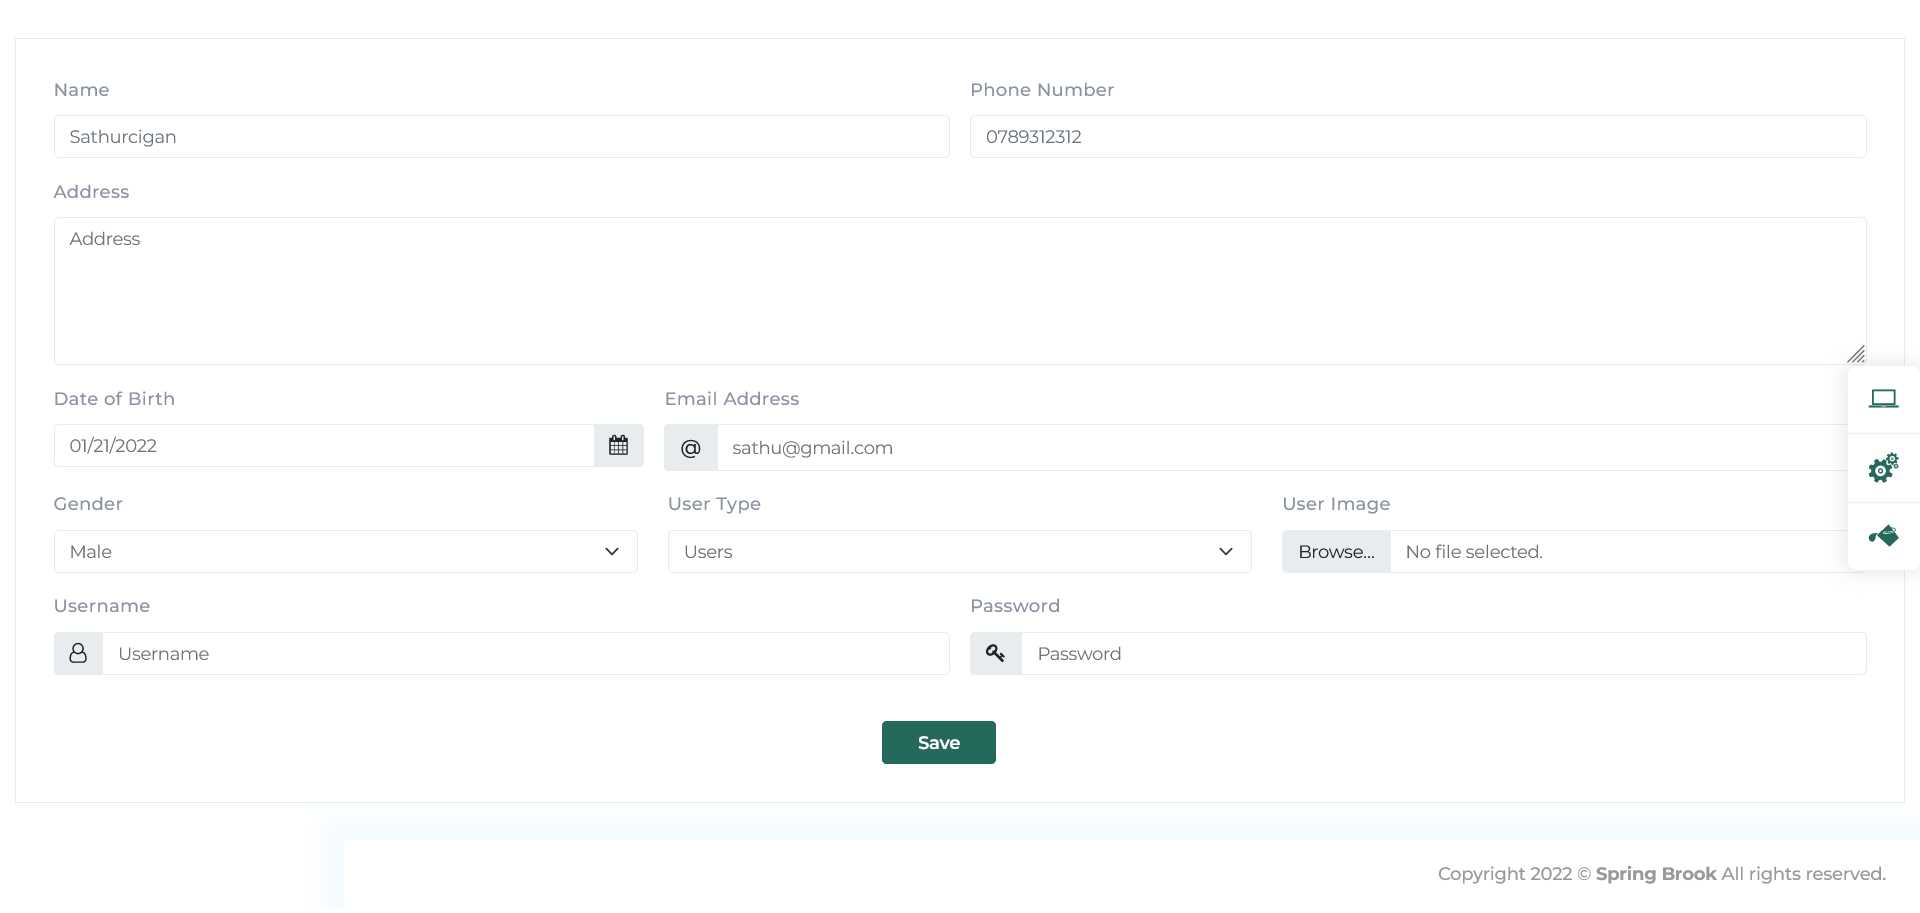 Name
Phone Number
Sathurcigan
0789312312
Address
Address
Date of Birth
Email Address
01/21/2022
@ sathu@gmail.com
Gender
User Type
User Image
Male
Users
Browse... No file selected.
Username
Password
Username
Password
Save
Copyright 2022 © Spring Brook All rights reserved.